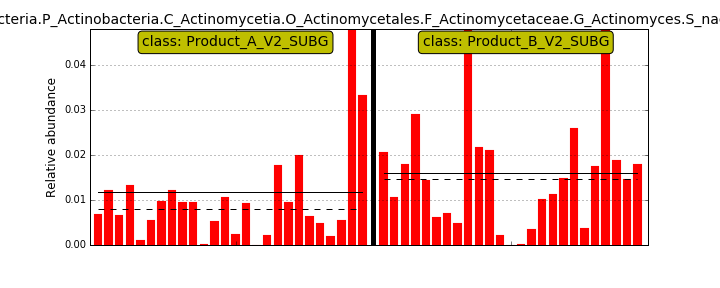 cteria.P_Actinobacteria.C_Actinomycetia.O_Actinomycetales.F_Actinomycetaceae.G_Actinomyces.S_na
class: Product_A_V2_SUBG
class: Product_B_V2_SUBG
Relative abundance
0.04
0.03
0.02
0.01
0.00